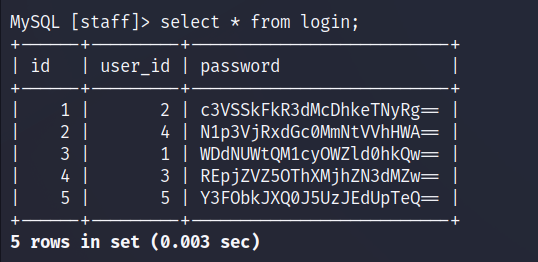 MySQL [staff]> select * from login;
+------+---------+--------------------------+
| id | user_id | password |
+------+---------+--------------------------+
| 1 | 2 | c3VSSkFkR3dMcDhkeTNyRg== |
| 2 | 4 | N1p3VjRxdGc0MmNtVVhHWA== |
| 3 | 1 | WDdNUWtQM1cyOWZld0hkQw== |
| 4 | 3 | REpjZVZ5OThXMjhZN3dMZw== |
| 5 | 5 | Y3FObkJXQ0J5UzJEdUpTeQ== |
+------+---------+--------------------------+
5 rows in set (0.003 sec)